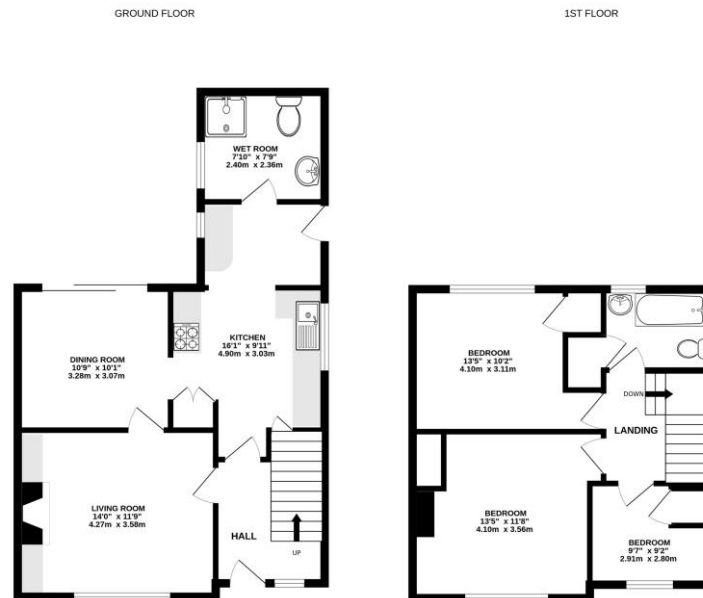 GROUND FLOOR
1ST FLOOR
WET ROOM
7'10" x 7'9"
2.40m x 2.36m
KITCHEN
16'1" x 9'11"
4.90m x 3.03m
DINING ROOM
10'9" x 10'1"
3.28m x 3.07m
LIVING ROOM
14'0" x 11'9"
4.27m x 3.58m
HALL
UP
BEDROOM
13'5" x 10'2"
4.10m x 3.11m
DOWN
LANDING
BEDROOM
13'5" x 11'8"
4.10m x 3.56m
BEDROOM
9'7" x 9'2"
2.91m x 2.80m